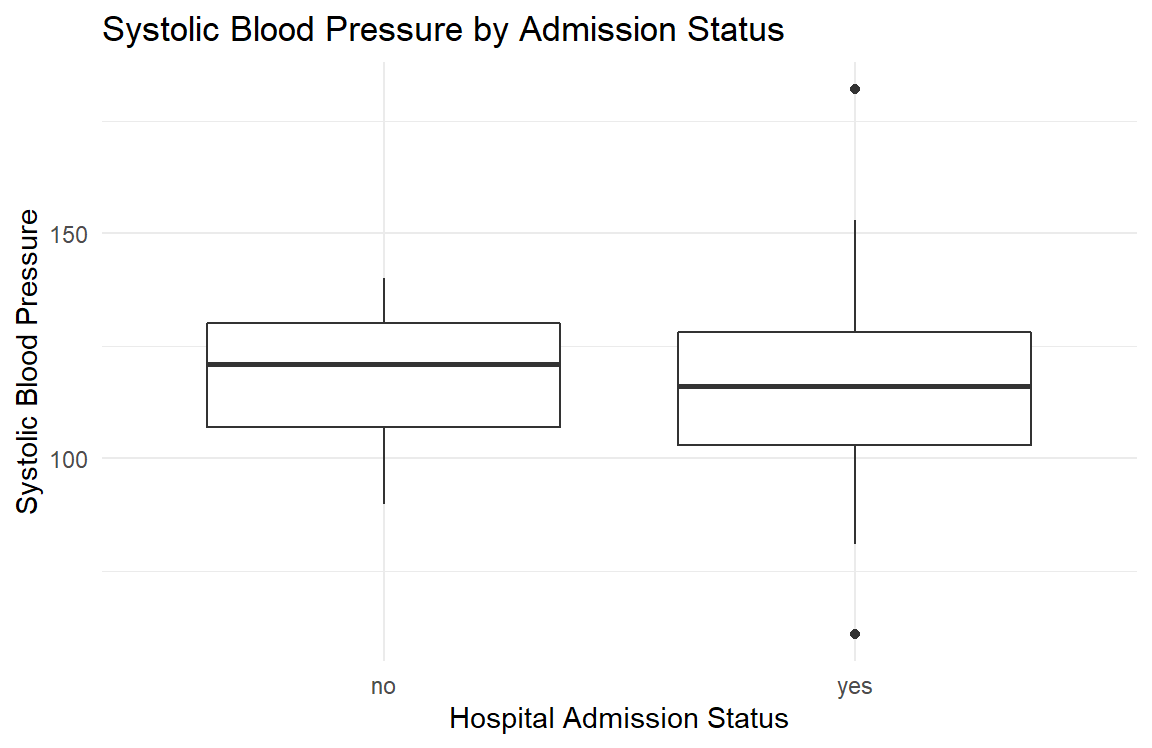 Systolic Blood Pressure by Admission Status
Systolic Blood Pressure
150
100
no yes
Hospital Admission Status